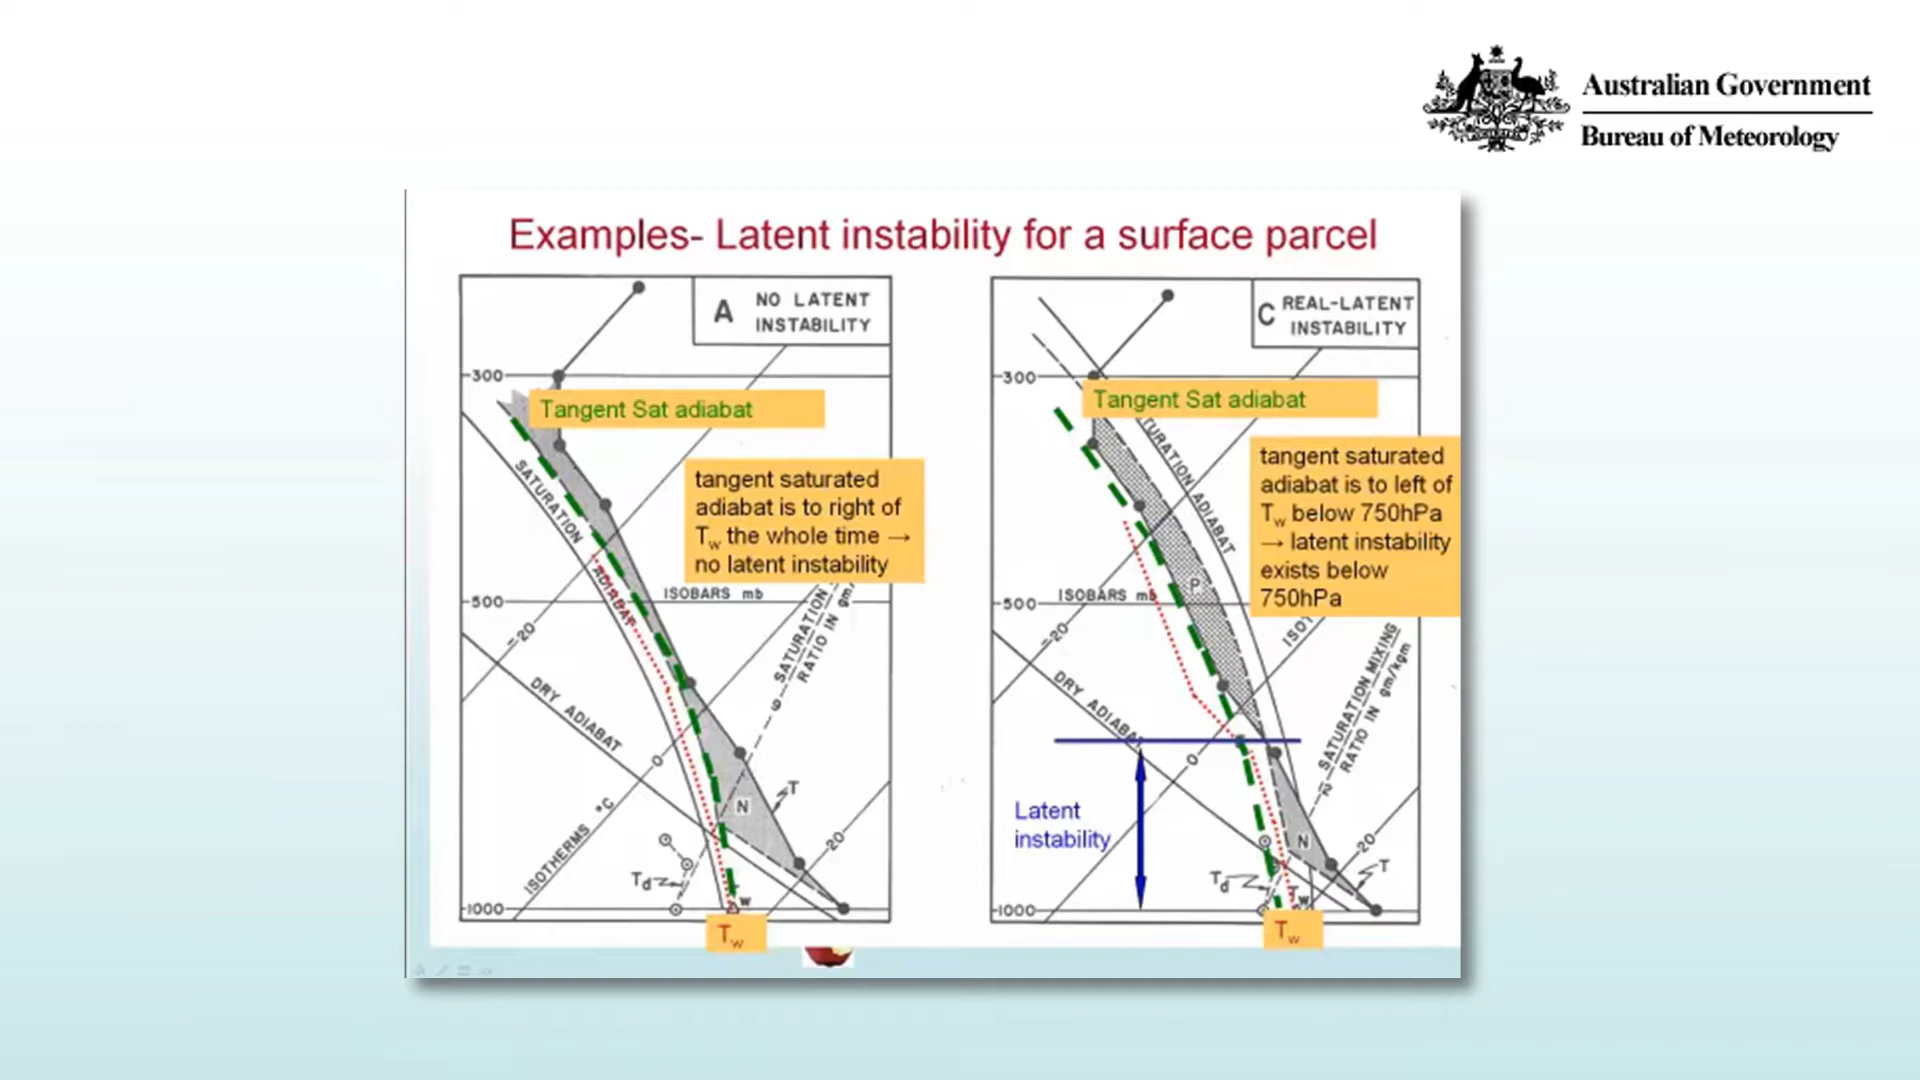 Australian Government
Bureau of Meteorology
Examples- Latent instability for a surface parcel
A
NO LATENT
INSTABILITY
300
Tangent Sat adiabat
SATURATION
ADIABAT
tangent saturated
adiabat is to right of
Tw the whole time →
no latent instability
500
ISOBARS mb
-20
SATURATION
RATIO IN gm/
9
DRY ADIABAT
0
ISOTHERMS °C
N
T
20
Td
w
1000
Tw
C
REAL-LATENT
INSTABILITY
300
Tangent Sat adiabat
TURATION ADIABAT
tangent saturated
adiabat is to left of
Tw below 750hPa
→ latent instability
exists below
750hPa
P
500
ISOBARS mb
-20
ISOT
SATURATION MIXING
RATIO IN gm/kgm
12
DRY ADIABAT
0
Latent
instability
N
T
20
Td
w
1000
Tw